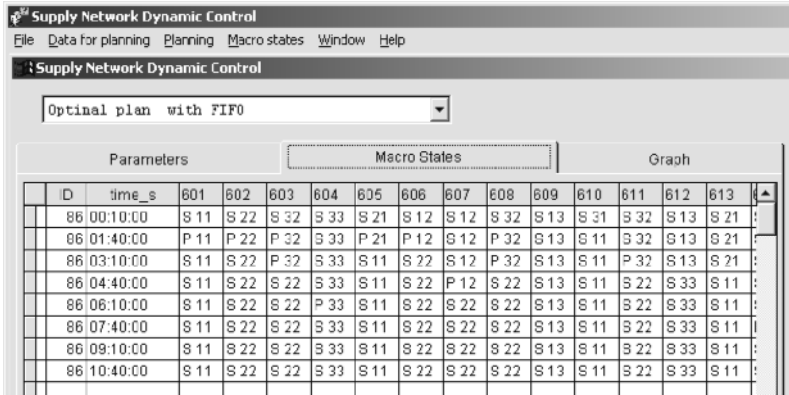 Supply Network Dynamic Control
File Data for planning Planning Macro states Window Help
Supply Network Dynamic Control
Optinal plan with FIFO
Parameters Macro States Graph
ID time_s 601 602 603 604 605 606 607 608 609 610 611 612 613
86 00:10:00 S 11 S 22 S 32 S 33 S 21 S 12 S 12 S 32 S 13 S 31 S 32 S 13 S 21
86 01:40:00 P 11 P 22 P 32 S 33 P 21 P 12 S 12 P 32 S 13 S 11 S 32 S 13 S 21
86 03:10:00 S 11 S 22 P 32 S 33 S 11 S 22 S 12 P 32 S 13 S 11 P 32 S 13 S 21
86 04:40:00 S 11 S 22 S 22 S 33 S 11 S 22 P 12 S 22 S 13 S 11 S 22 S 33 S 11
86 06:10:00 S 11 S 22 S 22 P 33 S 11 S 22 S 22 S 22 S 13 S 11 S 22 S 33 S 11
86 07:40:00 S 11 S 22 S 22 S 33 S 11 S 22 S 22 S 22 S 13 S 11 S 22 S 33 S 11
86 09:10:00 S 11 S 22 S 22 S 33 S 11 S 22 S 22 S 22 S 13 S 11 S 22 S 33 S 11
86 10:40:00 S 11 S 22 S 22 S 33 S 11 S 22 S 22 S 22 S 13 S 11 S 22 S 33 S 11